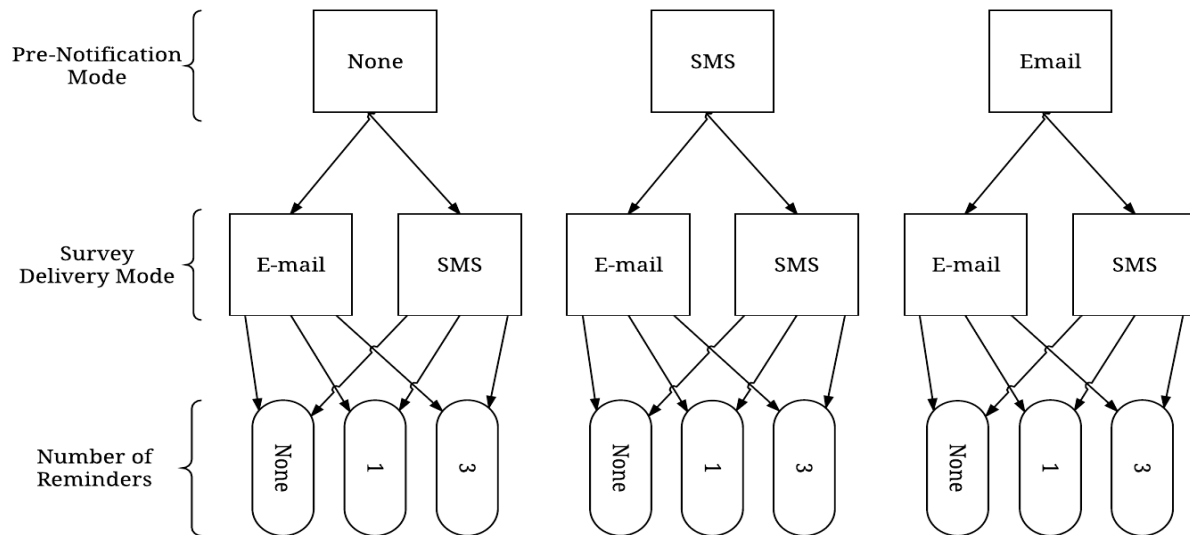 Pre-Notification
Mode
None
SMS
Email
Survey
Delivery Mode
E-mail
SMS
E-mail
SMS
E-mail
SMS
Number of
Reminders
None
1
3
None
1
3
None
1
3